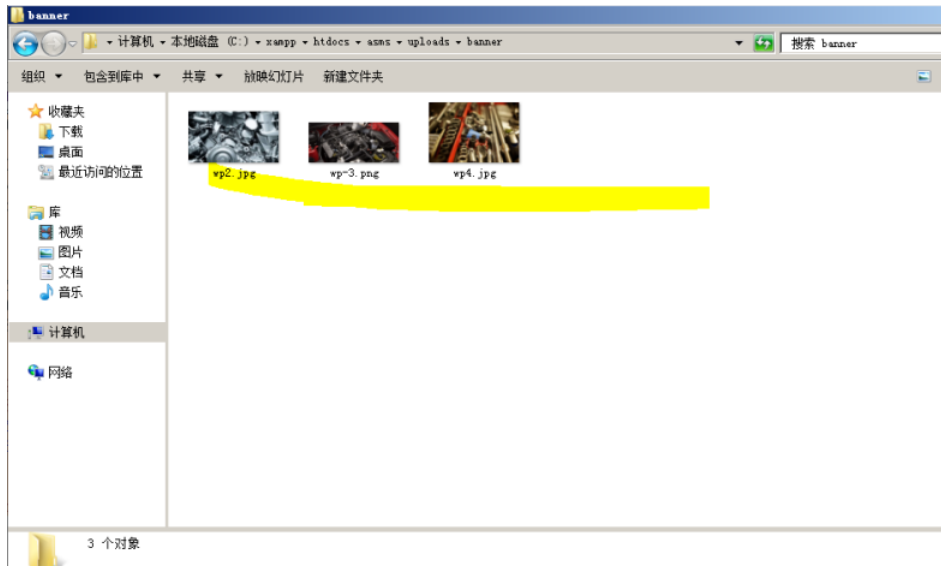 banner
计算机 本地磁盘 (C:) xampp htdocs asms uploads banner 搜索 banner
组织 包含到库中 共享 放映幻灯片 新建文件夹
收藏夹
下载
桌面
最近访问的位置
库
视频
图片
文档
音乐
计算机
网络
wp2.jpg wp-3.png wp4.jpg
3 个对象